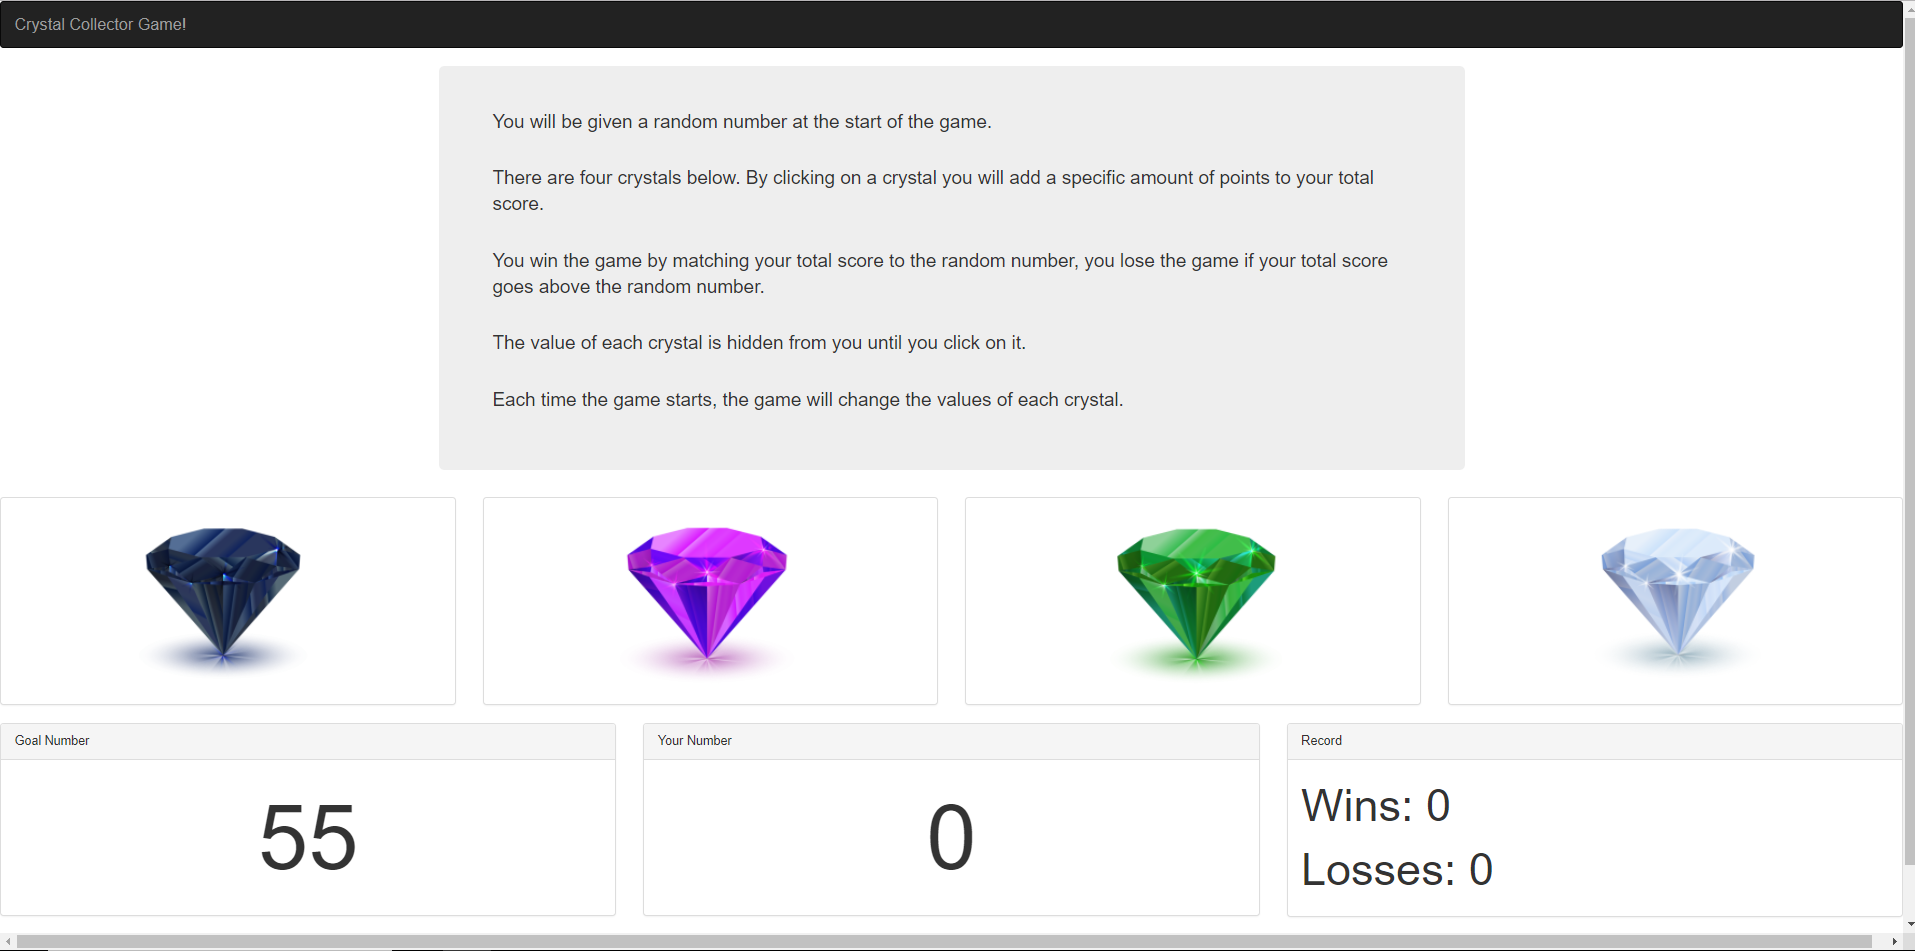 Crystal Collector Game!
You will be given a random number at the start of the game.
There are four crystals below. By clicking on a crystal you will add a specific amount of points to your total
score.
You win the game by matching your total score to the random number, you lose the game if your total score
goes above the random number.
The value of each crystal is hidden from you until you click on it.
Each time the game starts, the game will change the values of each crystal.
Goal Number
55
Your Number
0
Record
Wins: 0
Losses: 0